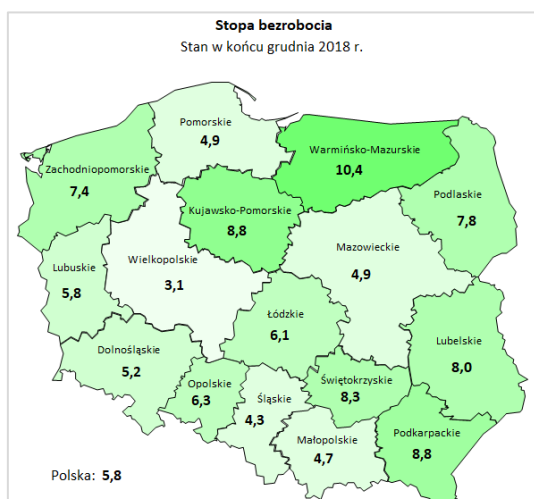 Stopa bezrobocia
Stan w końcu grudnia 2018 r.
Pomorskie
4,9
Warmińsko-Mazurskie
10,4
Zachodniopomorskie
7,4
Podlaskie
7,8
Kujawsko-Pomorskie
8,8
Mazowieckie
4,9
Wielkopolskie
3,1
Lubuskie
5,8
Łódzkie
6,1
Lubelskie
8,0
Dolnośląskie
5,2
Opolskie
6,3
Śląskie
4,3
Świętokrzyskie
8,3
Małopolskie
4,7
Podkarpackie
8,8
Polska: 5,8